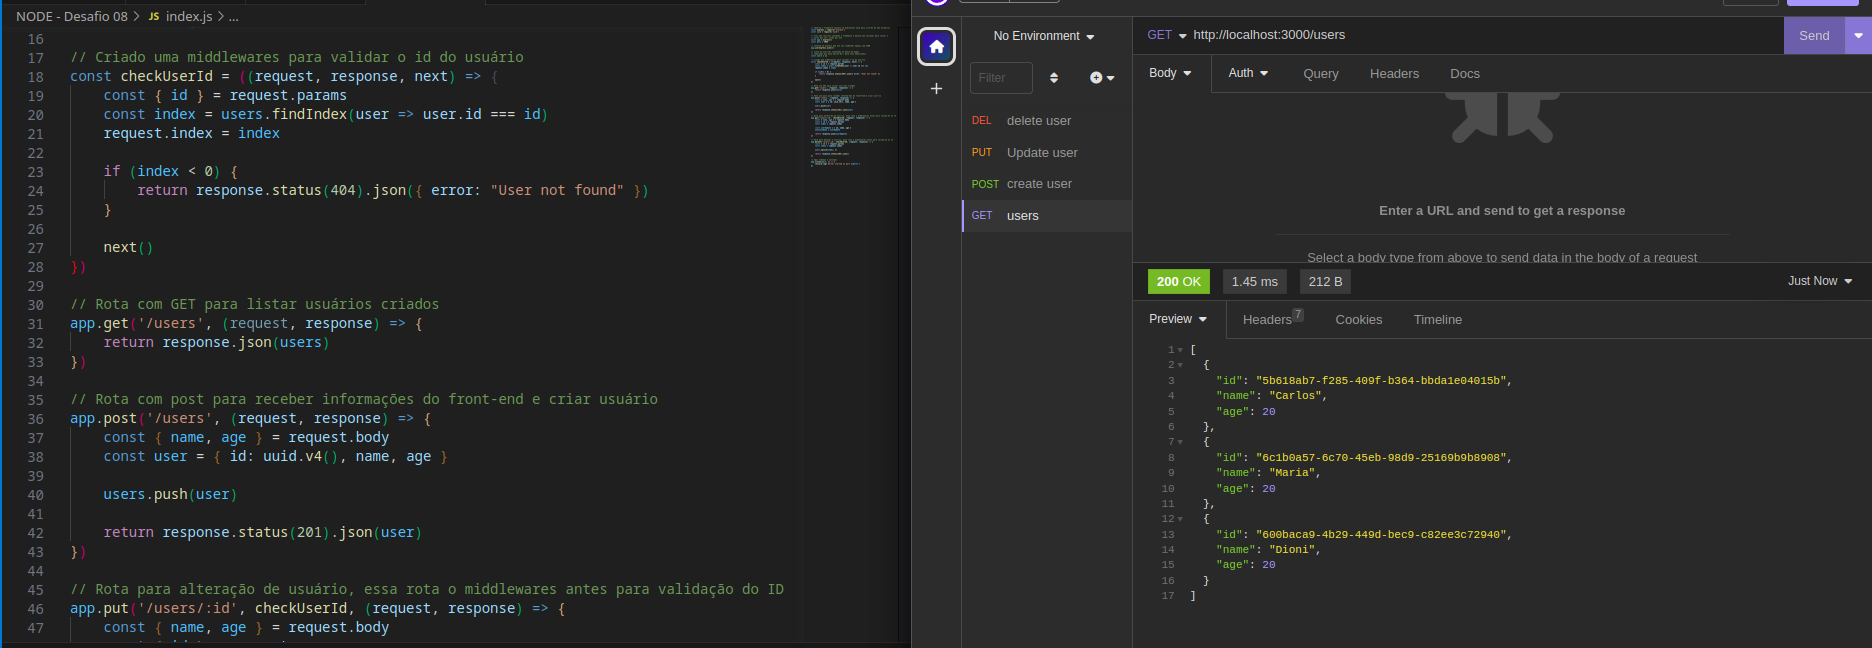 NODE - Desafio 08 > JS index.js > ...
16
17 // Criado uma middlewares para validar o id do usuário
18 const checkUserId = ((request, response, next) => {
19 const { id } = request.params
20 const index = users.findIndex(user => user.id === id)
21 request.index = index
22
23 if (index < 0) {
24 return response.status(404).json({ error: "User not found" })
25 }
26
27 next()
28 })
29
30 // Rota com GET para listar usuários criados
31 app.get('/users', (request, response) => {
32 return response.json(users)
33 })
34
35 // Rota com post para receber informações do front-end e criar usuário
36 app.post('/users', (request, response) => {
37 const { name, age } = request.body
38 const user = { id: uuid.v4(), name, age }
39
40 users.push(user)
41
42 return response.status(201).json(user)
43 })
44
45 // Rota para alteração de usuário, essa rota o middlewares antes para validação do ID
46 app.put('/users/:id', checkUserId, (request, response) => {
47 const { name, age } = request.body
No Environment
Filter
DEL delete user
PUT Update user
POST create user
GET users
GET http://localhost:3000/users Send
Body Auth Query Headers Docs
Enter a URL and send to get a response
Select a body type from above to send data in the body of a request
200 OK 1.45 ms 212 B Just Now
Preview Headers 7 Cookies Timeline
1 [
2 {
3 "id": "5b618ab7-f285-409f-b364-bbda1e04015b",
4 "name": "Carlos",
5 "age": 20
6 },
7 {
8 "id": "6c1b0a57-6c70-45eb-98d9-25169b9b8908",
9 "name": "Maria",
10 "age": 20
11 },
12 {
13 "id": "600baca9-4b29-449d-bec9-c82ee3c72940",
14 "name": "Dioni",
15 "age": 20
16 }
17 ]